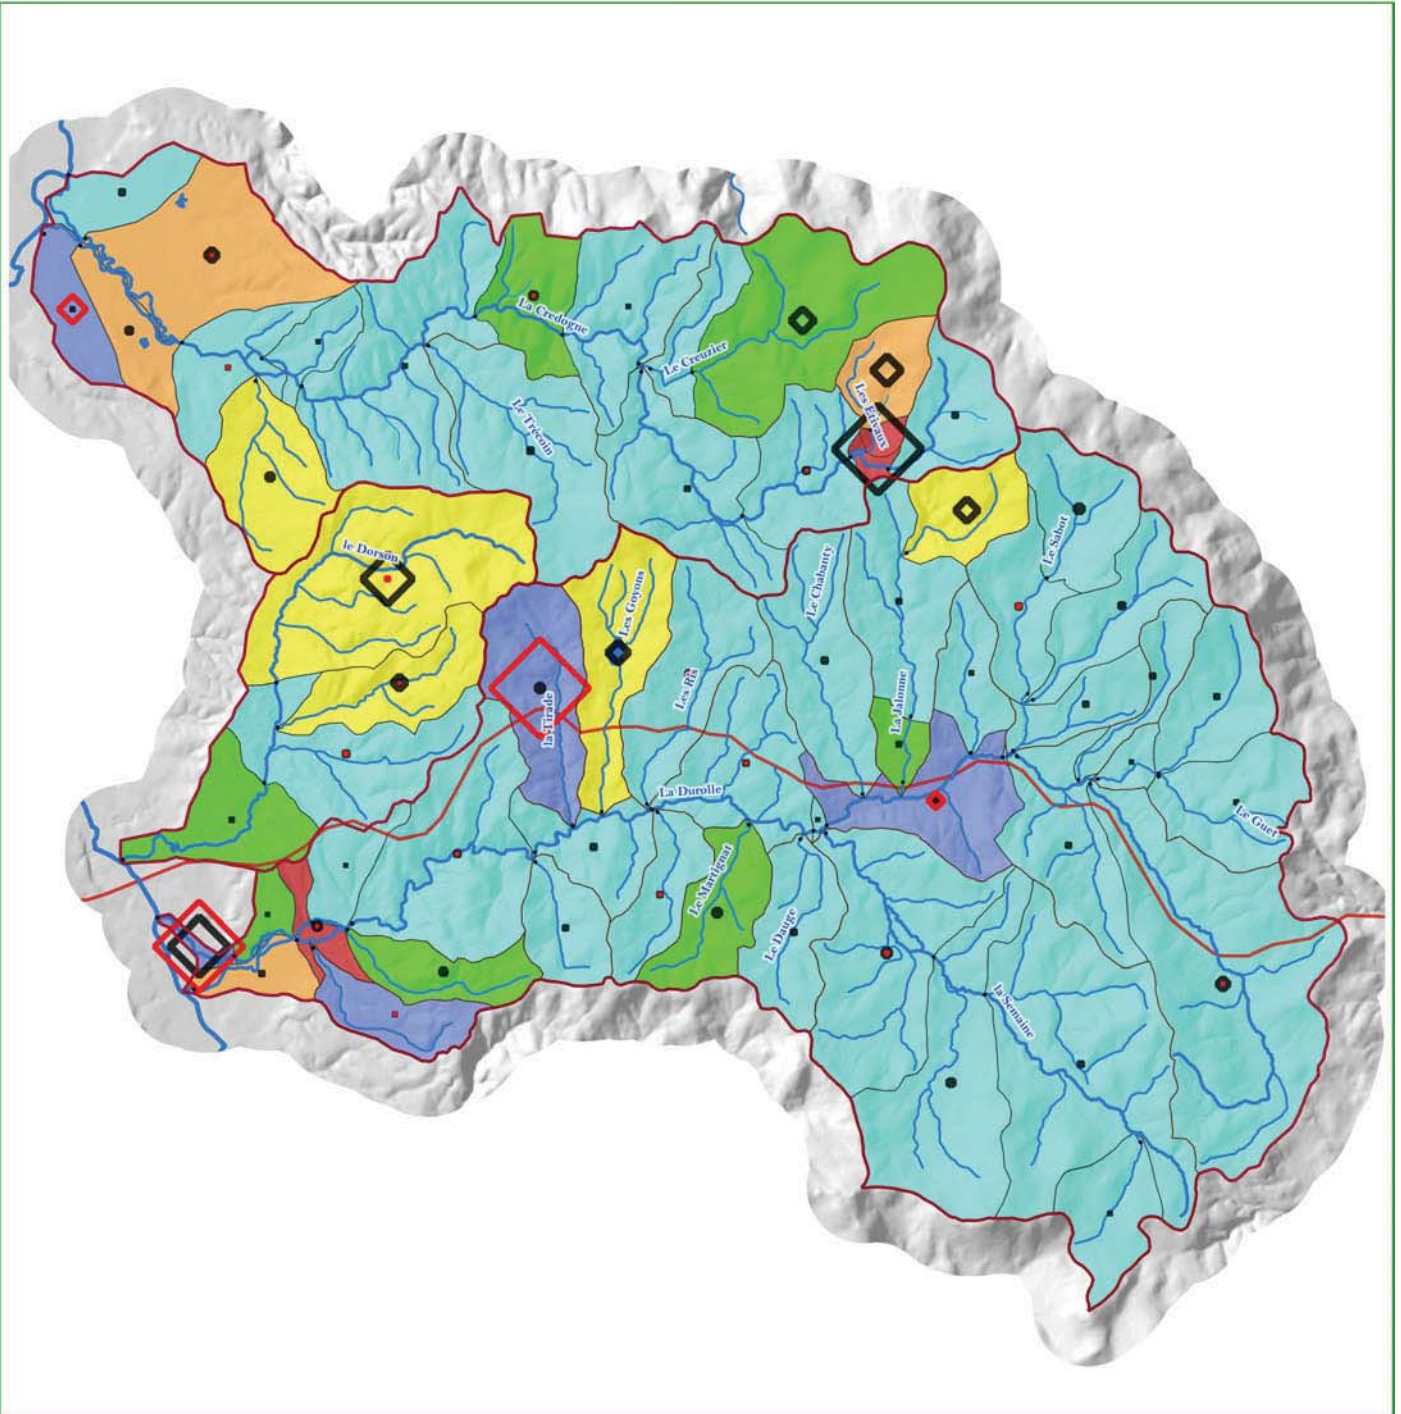 La Credogne
Le Creuzier
Les Etivaux
Le Trécoin
le Dorson
Le Sabot
Le Chabanty
Les Goyons
Les Ris
La Jalonne
la Tirade
La Durolle
Le Guet
Le Martignat
Le Dauge
la Semaine